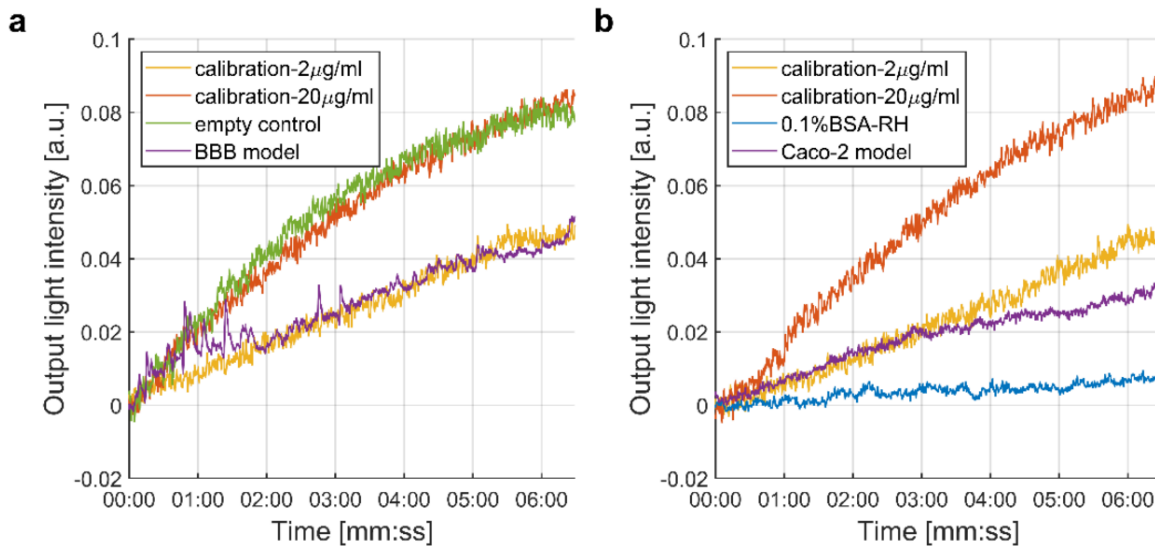 a
0.1
0.08
0.06
0.04
0.02
0
-0.02
Output light intensity [a.u.]
calibration-2μg/ml
calibration-20μg/ml
empty control
BBB model
00:00 01:00 02:00 03:00 04:00 05:00 06:00
Time [mm:ss]
b
0.1
0.08
0.06
0.04
0.02
0
-0.02
Output light intensity [a.u.]
calibration-2μg/ml
calibration-20μg/ml
0.1%BSA-RH
Caco-2 model
00:00 01:00 02:00 03:00 04:00 05:00 06:00
Time [mm:ss]